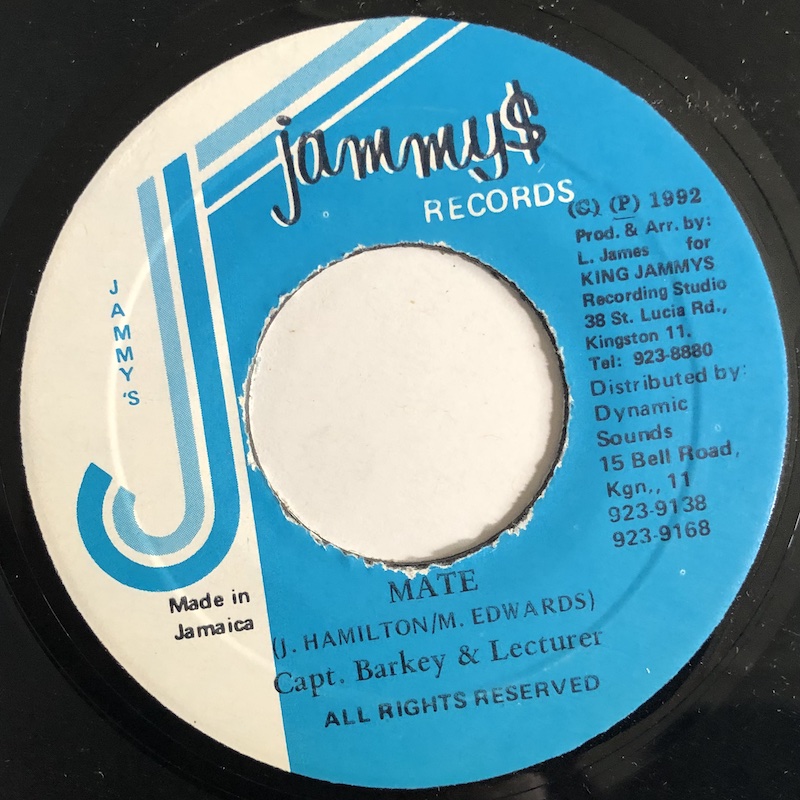 jammy$
RECORDS
JAMMY'S
(C) (P) 1992
Prod. & Arr. by:
L. James for
KING JAMMYS
Recording Studio
38 St. Lucia Rd.,
Kingston 11.
Tel: 923-8880
Distributed by:
Dynamic
Sounds
15 Bell Road,
Kgn,, 11
923-9138
923-9168
Made in
Jamaica
MATE
(J. HAMILTON/M. EDWARDS)
Capt. Barkey & Lecturer
ALL RIGHTS RESERVED